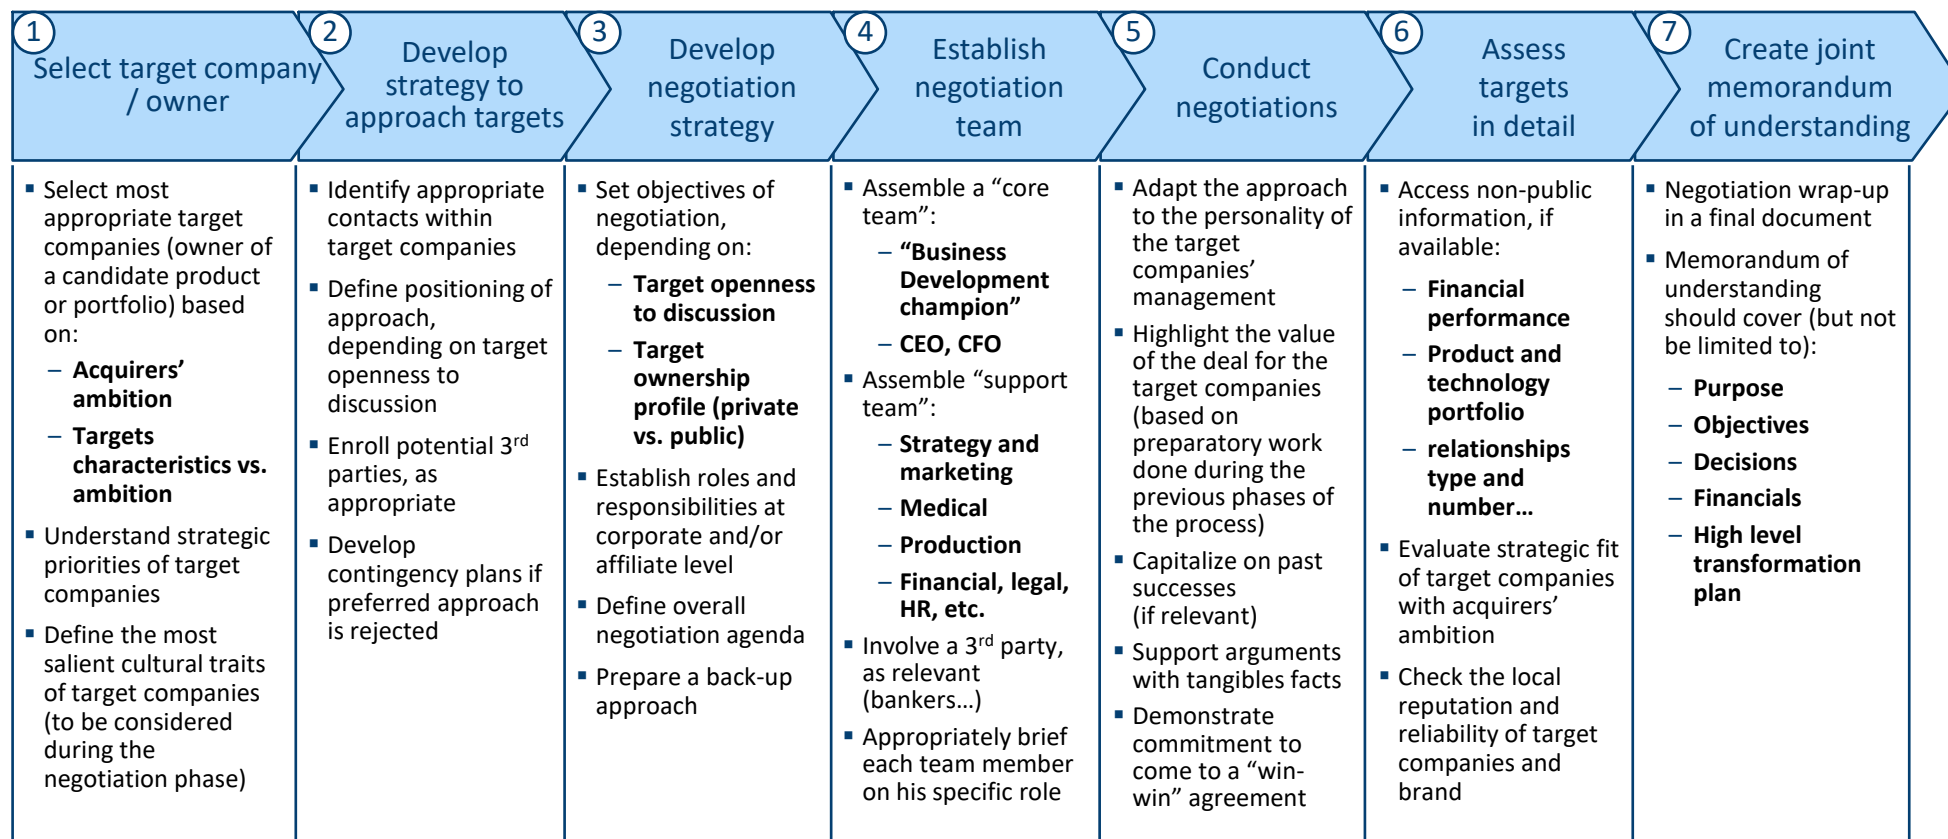 1
Select target company
/ owner
2
Develop
strategy to
approach targets
3
Develop
negotiation
strategy
4
Establish
negotiation
team
5
Conduct
negotiations
6
Assess
targets
in detail
7
Create joint
memorandum
of understanding
▪ Select most
appropriate target
companies (owner of
a candidate product
or portfolio) based
on:
– Acquirers’
ambition
– Targets
characteristics vs.
ambition
▪ Understand strategic
priorities of target
companies
▪ Define the most
salient cultural traits
of target companies
(to be considered
during the
negotiation phase)
▪ Identify appropriate
contacts within
target companies
▪ Define positioning of
approach,
depending on target
openness to
discussion
▪ Enroll potential 3rd
parties, as
appropriate
▪ Develop
contingency plans if
preferred approach
is rejected
▪ Set objectives of
negotiation,
depending on:
– Target openness
to discussion
– Target
ownership
profile (private
vs. public)
▪ Establish roles and
responsibilities at
corporate and/or
affiliate level
▪ Define overall
negotiation agenda
▪ Prepare a back-up
approach
▪ Assemble a “core
team”:
– “Business
Development
champion”
– CEO, CFO
▪ Assemble “support
team”:
– Strategy and
marketing
– Medical
– Production
– Financial, legal,
HR, etc.
▪ Involve a 3rd party,
as relevant
(bankers…)
▪ Appropriately brief
each team member
on his specific role
▪ Adapt the approach
to the personality of
the target
companies’
management
▪ Highlight the value
of the deal for the
target companies
(based on
preparatory work
done during the
previous phases of
the process)
▪ Capitalize on past
successes
(if relevant)
▪ Support arguments
with tangibles facts
▪ Demonstrate
commitment to
come to a “win-
win” agreement
▪ Access non-public
information, if
available:
– Financial
performance
– Product and
technology
portfolio
– relationships
type and
number…
▪ Evaluate strategic fit
of target companies
with acquirers’
ambition
▪ Check the local
reputation and
reliability of target
companies and
brand
▪ Negotiation wrap-up
in a final document
▪ Memorandum of
understanding
should cover (but not
be limited to):
– Purpose
– Objectives
– Decisions
– Financials
– High level
transformation
plan